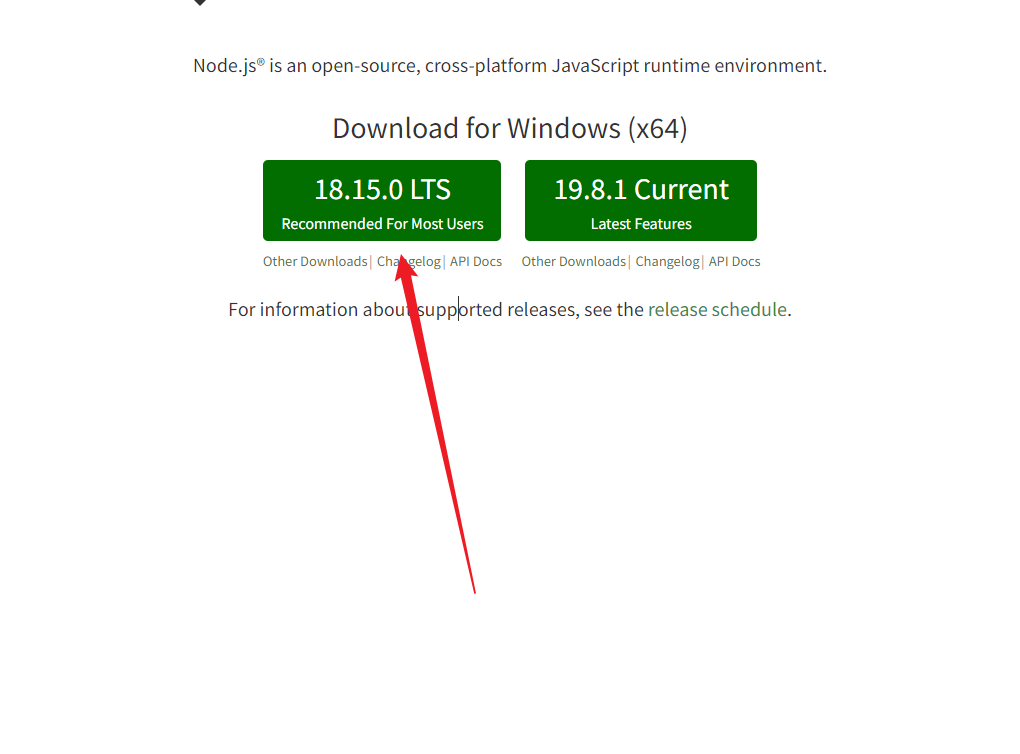 Node.js® is an open-source, cross-platform JavaScript runtime environment.
Download for Windows (x64)
18.15.0 LTS
Recommended For Most Users
19.8.1 Current
Latest Features
Other Downloads | Changelog | API Docs
Other Downloads | Changelog | API Docs
For information about supported releases, see the release schedule.